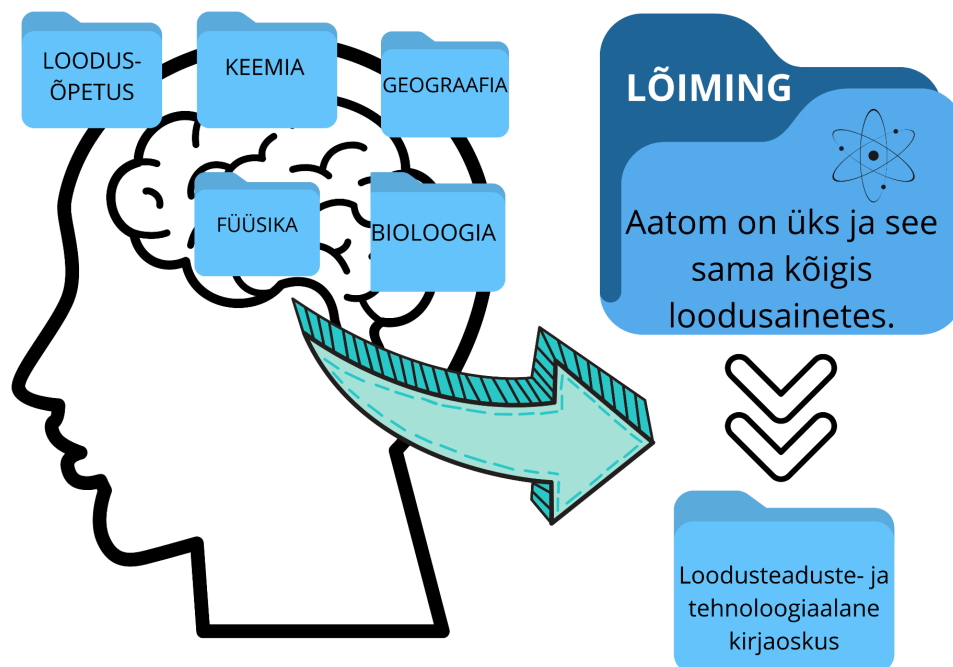 LOODUS-
ÕPETUS
KEEMIA
GEOGRAAFIA
FÜÜSIKA
BIOLOOGIA
LÕIMING
Aatom on üks ja see
sama kõigis
loodusainetes.
Loodusteaduste- ja
tehnoloogiaalane
kirjaoskus